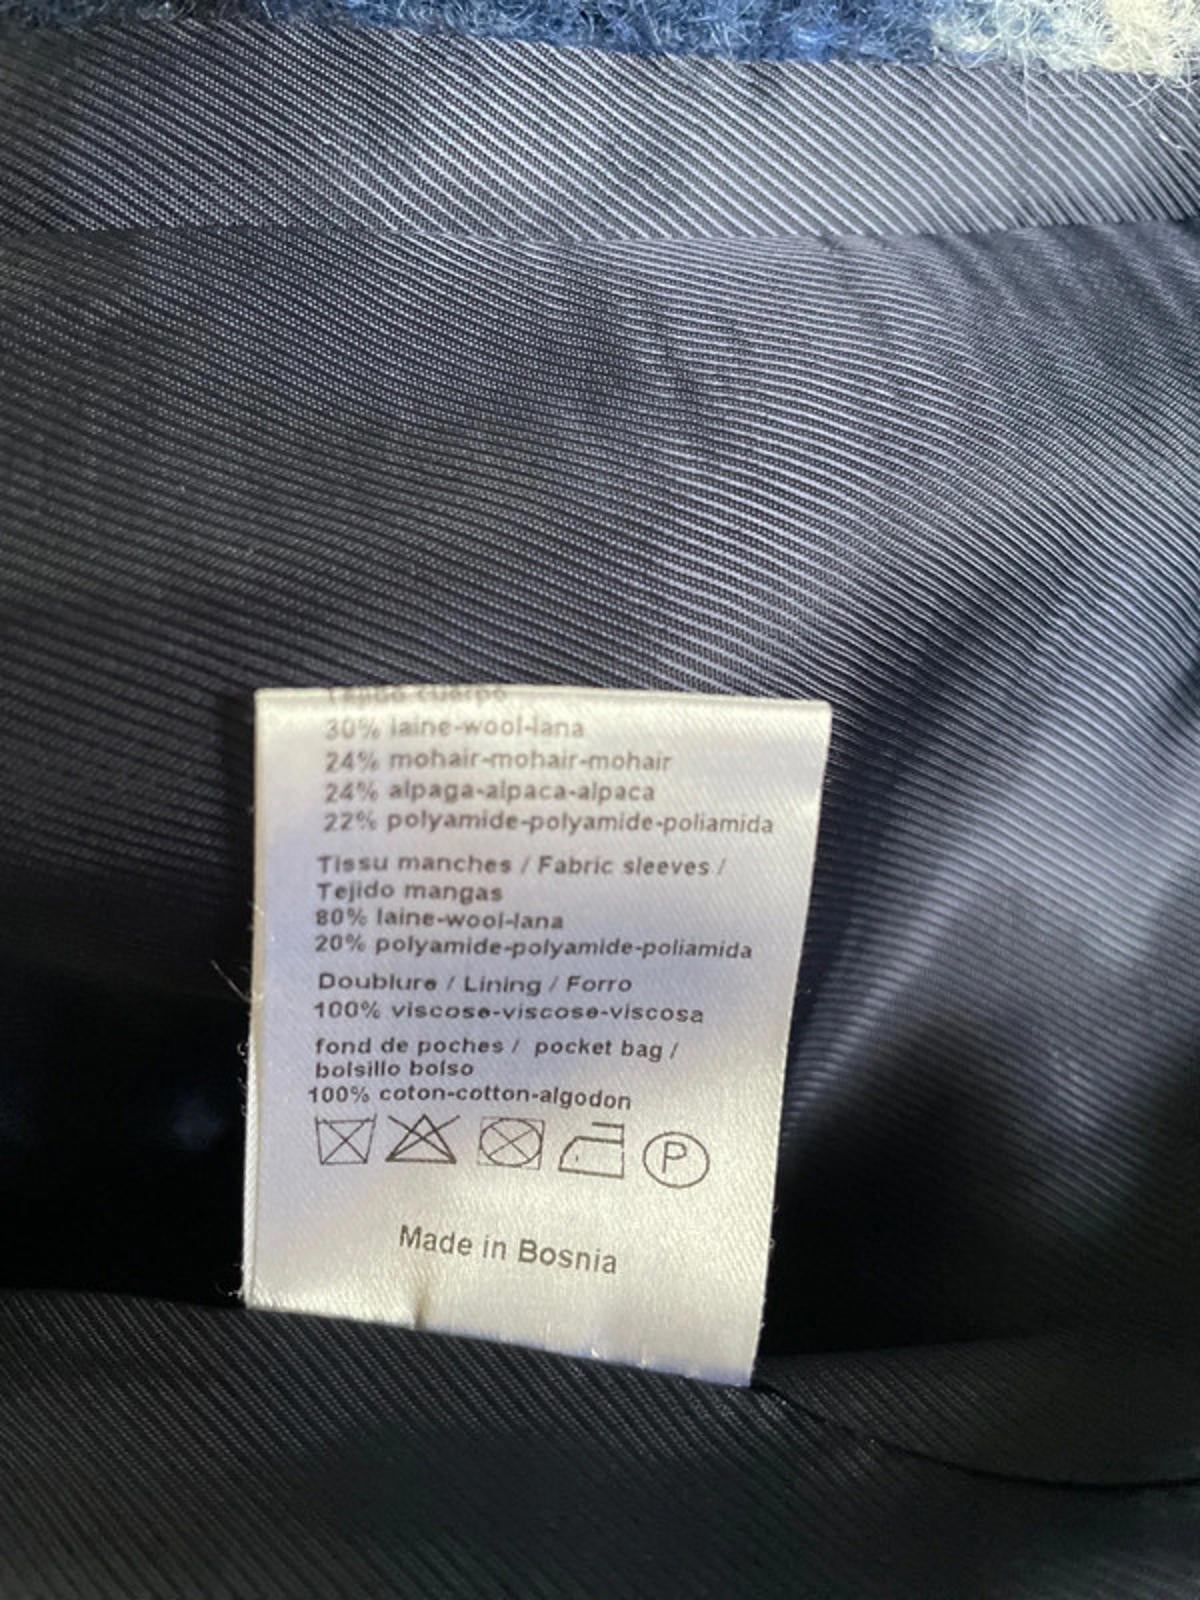 Tejido cuerpo
30% laine-wool-lana
24% mohair-mohair-mohair
24% alpaga-alpaca-alpaca
22% polyamide-polyamide-poliamida
Tissu manches / Fabric sleeves /
Tejido mangas
80% laine-wool-lana
20% polyamide-polyamide-poliamida
Doublure / Lining / Forro
100% viscose-viscose-viscosa
fond de poches / pocket bag /
bolsillo bolso
100% coton-cotton-algodon
P
Made in Bosnia